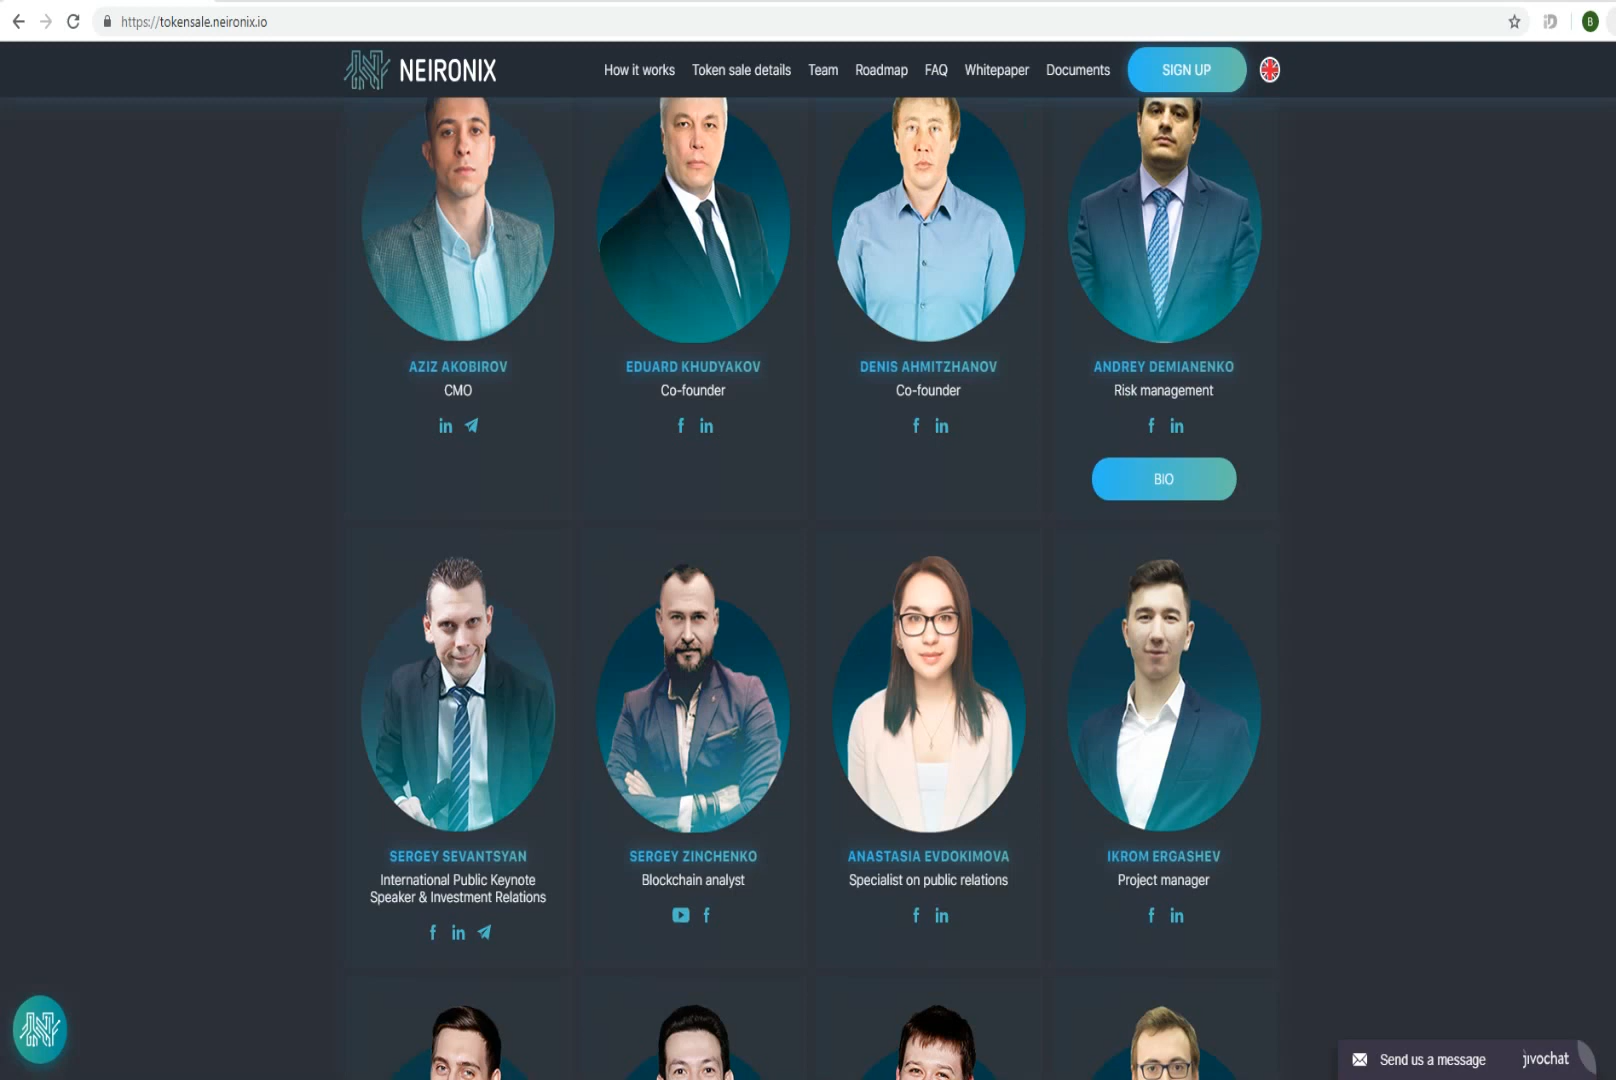 https://tokensale.neironix.io
B
NEIRONIX
How it works Token sale details Team Roadmap FAQ Whitepaper Documents SIGN UP
AZIZ AKOBIROV EDUARD KHUDYAKOV DENIS AHMITZHANOV ANDREY DEMIANENKO
CMO Co-founder Co-founder Risk management
BIO
SERGEY SEVANTSYAN SERGEY ZINCHENKO ANASTASIA EVDOKIMOVA IKROM ERGASHEV
International Public Keynote Blockchain analyst Specialist on public relations Project manager
Speaker & Investment Relations
Send us a message jivochat